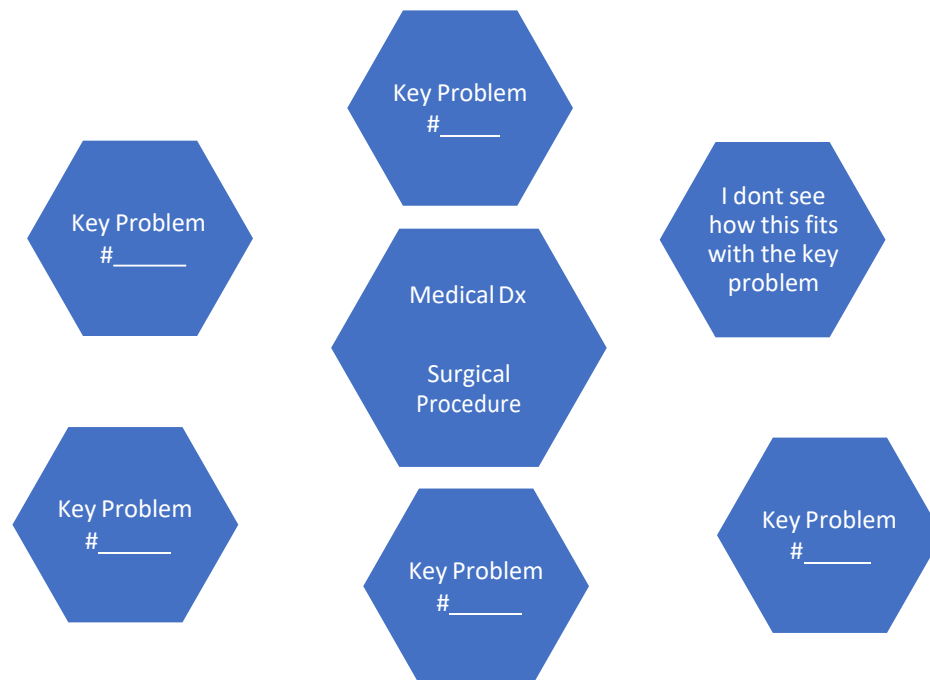 Key Problem
#_____
Key Problem
#______
I dont see
how this fits
with the key
problem
Medical Dx
Surgical
Procedure
Key Problem
#______
Key Problem
#______
Key Problem
#______